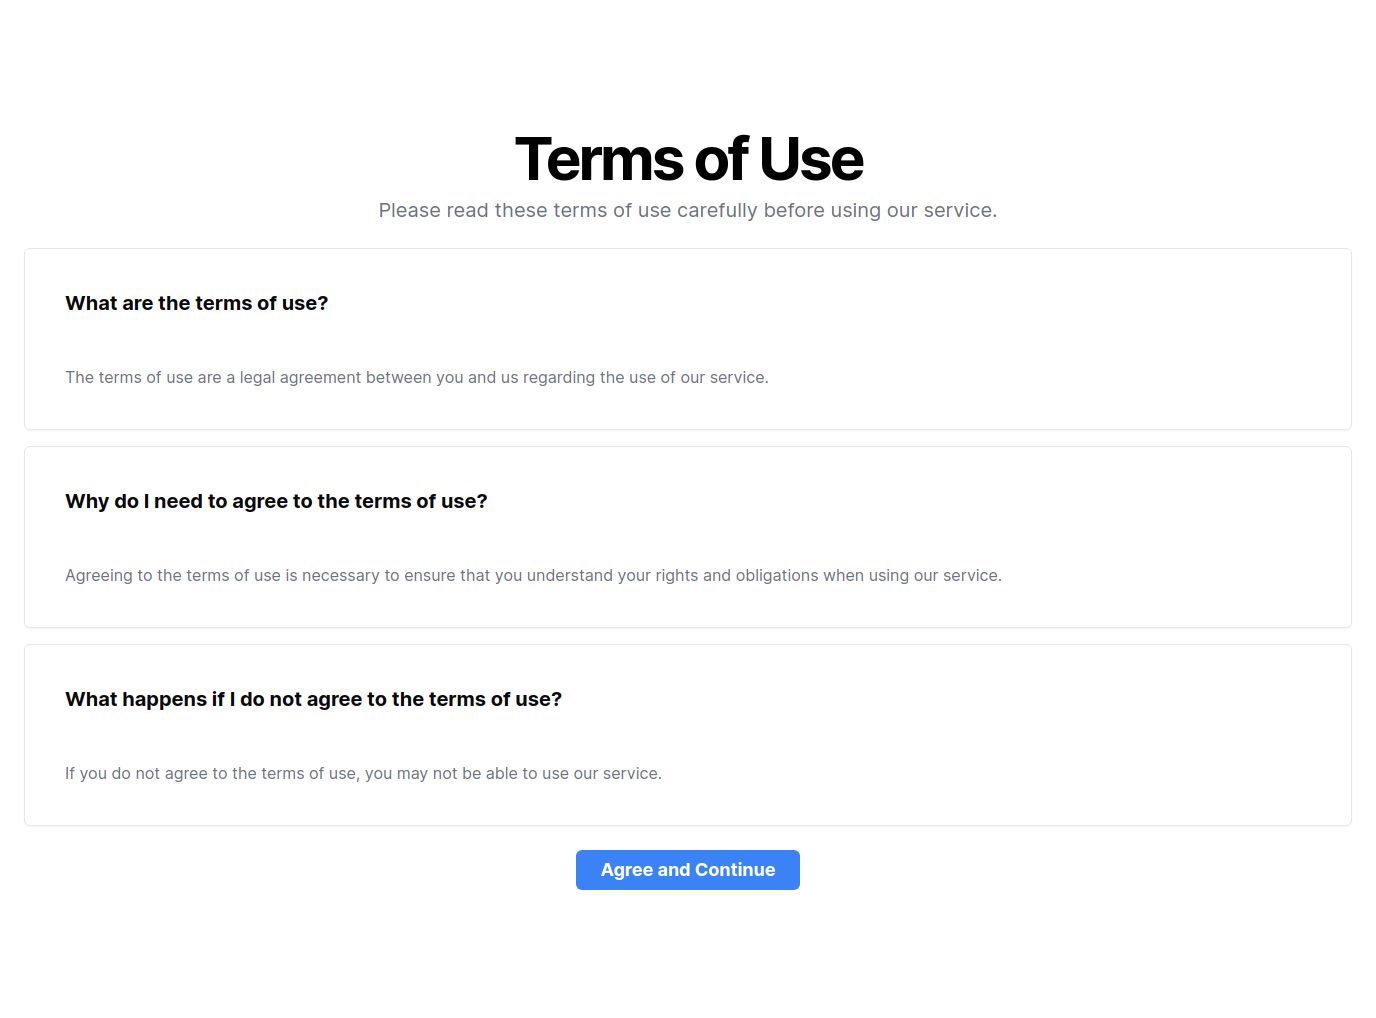 Terms of Use
Please read these terms of use carefully before using our service.
What are the terms of use?
The terms of use are a legal agreement between you and us regarding the use of our service.
Why do I need to agree to the terms of use?
Agreeing to the terms of use is necessary to ensure that you understand your rights and obligations when using our service.
What happens if I do not agree to the terms of use?
If you do not agree to the terms of use, you may not be able to use our service.
Agree and Continue